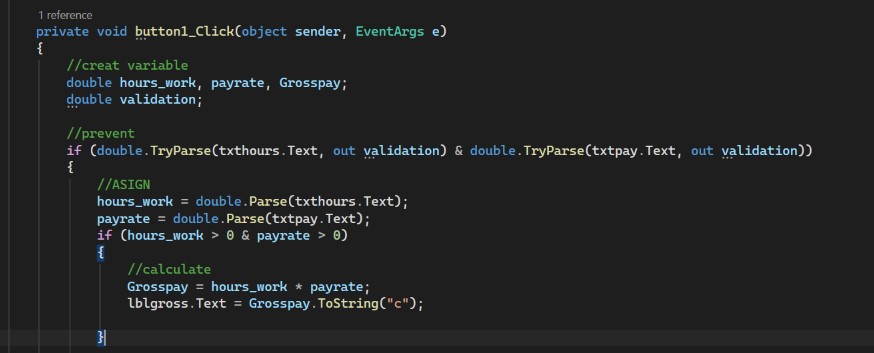 1 reference
private void button1_Click(object sender, EventArgs e)
{
//creat variable
double hours_work, payrate, Grosspay;
double validation;
//prevent
if (double.TryParse(txthours.Text, out validation) & double.TryParse(txtpay.Text, out validation))
{
//ASIGN
hours_work = double.Parse(txthours.Text);
payrate = double.Parse(txtpay.Text);
if (hours_work > 0 & payrate > 0)
{
//calculate
Grosspay = hours_work * payrate;
lblgross.Text = Grosspay.ToString("c");
}